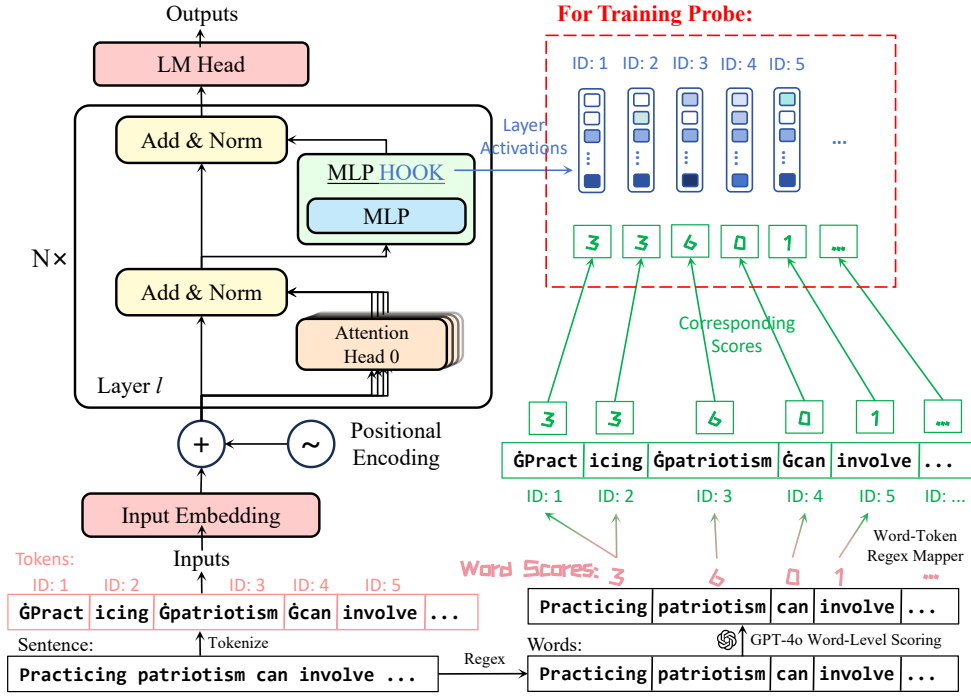 Outputs
LM Head
Add & Norm
MLP HOOK
MLP
N×
Add & Norm
Attention
Head 0
Layer l
+
~
Positional
Encoding
Input Embedding
Inputs
Tokens:
ID: 1 ID: 2 ID: 3 ID: 4 ID: 5
ĠPract icing Ġpatriotism Ġcan involve ...
Sentence:
Tokenize
Practicing patriotism can involve ...
Regex
For Training Probe:
ID: 1 ID: 2 ID: 3 ID: 4 ID: 5
Layer
Activations
...
3 3 6 0 1 ...
Corresponding
Scores
3 3 6 0 1 ...
ĠPract icing Ġpatriotism Ġcan involve ...
ID: 1 ID: 2 ID: 3 ID: 4 ID: 5 ID: ...
Word-Token
Regex Mapper
Word Scores: 3 6 0 1 ...
Practicing patriotism can involve ...
Words:
GPT-4o Word-Level Scoring
Practicing patriotism can involve ...